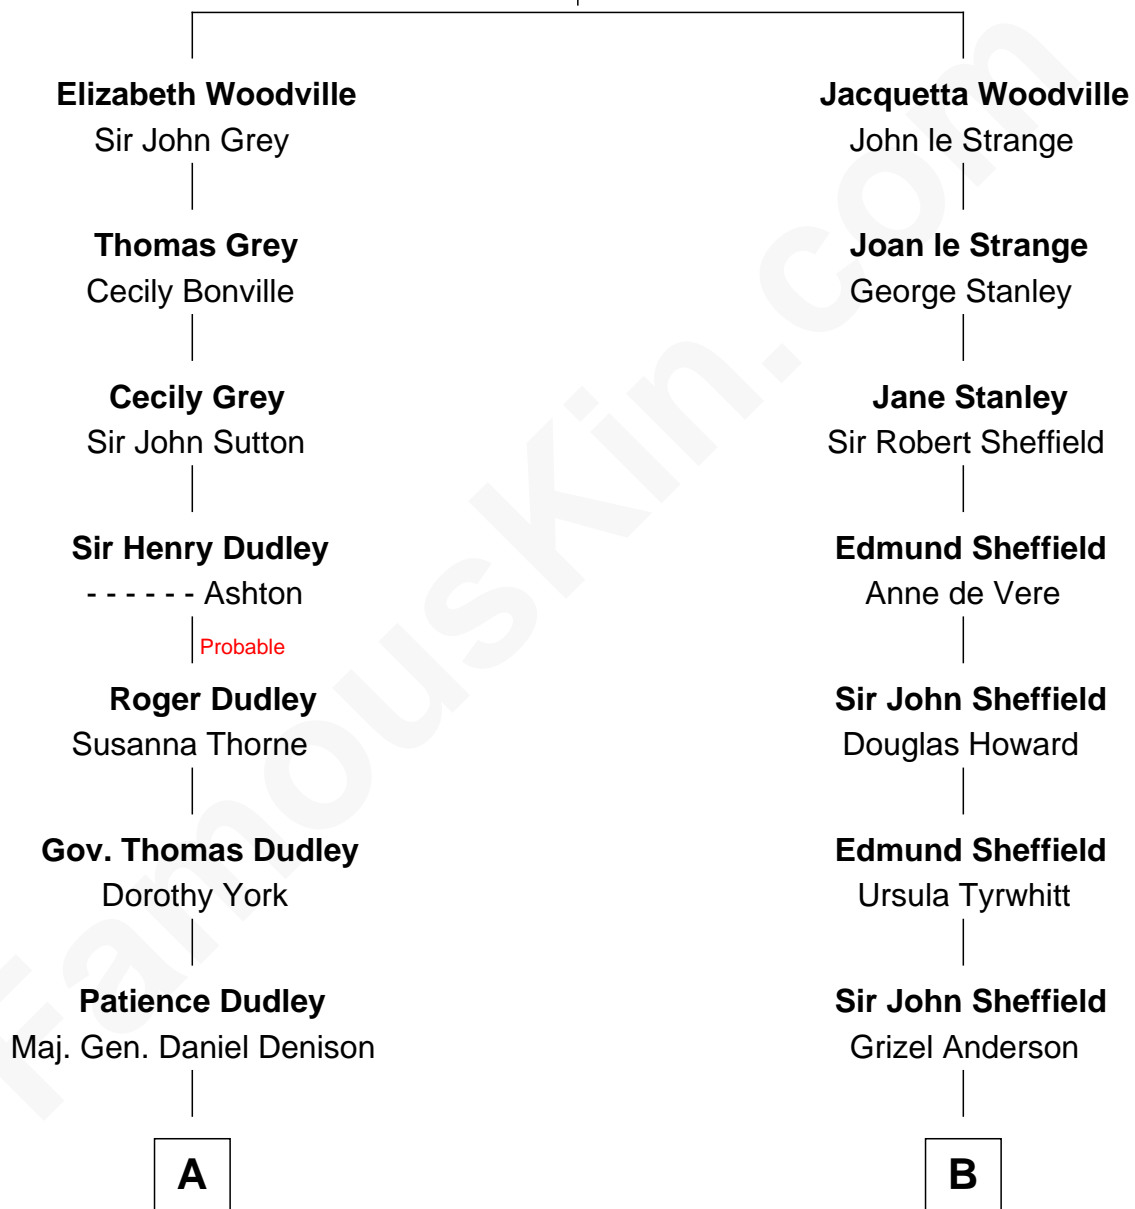 Elizabeth Woodville
Sir John Grey
Thomas Grey
Cecily Bonville
Cecily Grey
Sir John Sutton
Sir Henry Dudley
- - - - - - Ashton
Probable
Roger Dudley
Susanna Thorne
Gov. Thomas Dudley
Dorothy York
Patience Dudley
Maj. Gen. Daniel Denison
A
Jacquetta Woodville
John le Strange
Joan le Strange
George Stanley
Jane Stanley
Sir Robert Sheffield
Edmund Sheffield
Anne de Vere
Sir John Sheffield
Douglas Howard
Edmund Sheffield
Ursula Tyrwhitt
Sir John Sheffield
Grizel Anderson
B
FamousKin.com